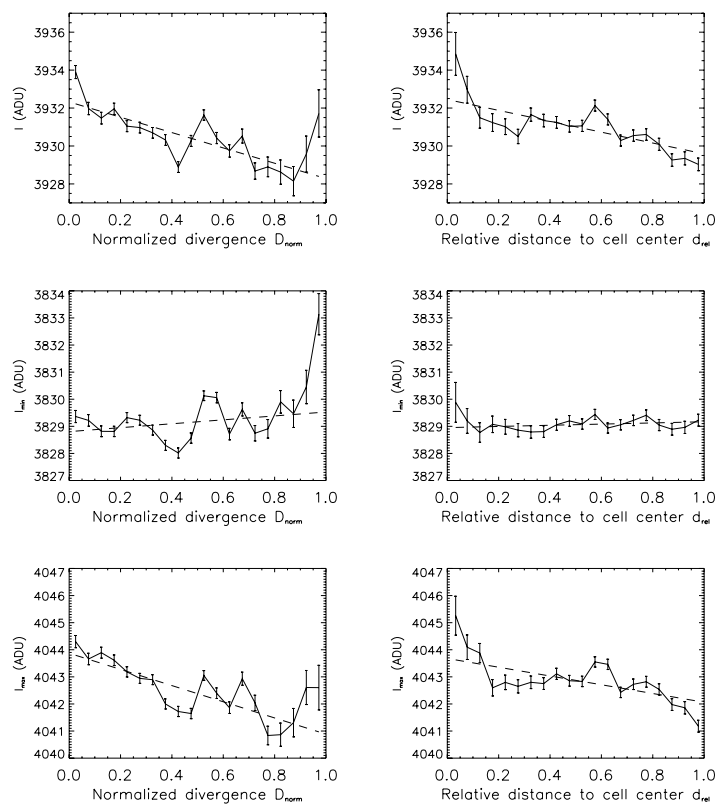 3936
3934
3932
3930
3928
I (ADU)
0.0 0.2 0.4 0.6 0.8 1.0
Normalized divergence D_norm
3936
3934
3932
3930
3928
I (ADU)
0.0 0.2 0.4 0.6 0.8 1.0
Relative distance to cell center d_rel
3834
3833
3832
3831
3830
3829
3828
3827
I_min (ADU)
0.0 0.2 0.4 0.6 0.8 1.0
Normalized divergence D_norm
3834
3833
3832
3831
3830
3829
3828
3827
I_min (ADU)
0.0 0.2 0.4 0.6 0.8 1.0
Relative distance to cell center d_rel
4047
4046
4045
4044
4043
4042
4041
4040
I_max (ADU)
0.0 0.2 0.4 0.6 0.8 1.0
Normalized divergence D_norm
4047
4046
4045
4044
4043
4042
4041
4040
I_max (ADU)
0.0 0.2 0.4 0.6 0.8 1.0
Relative distance to cell center d_rel